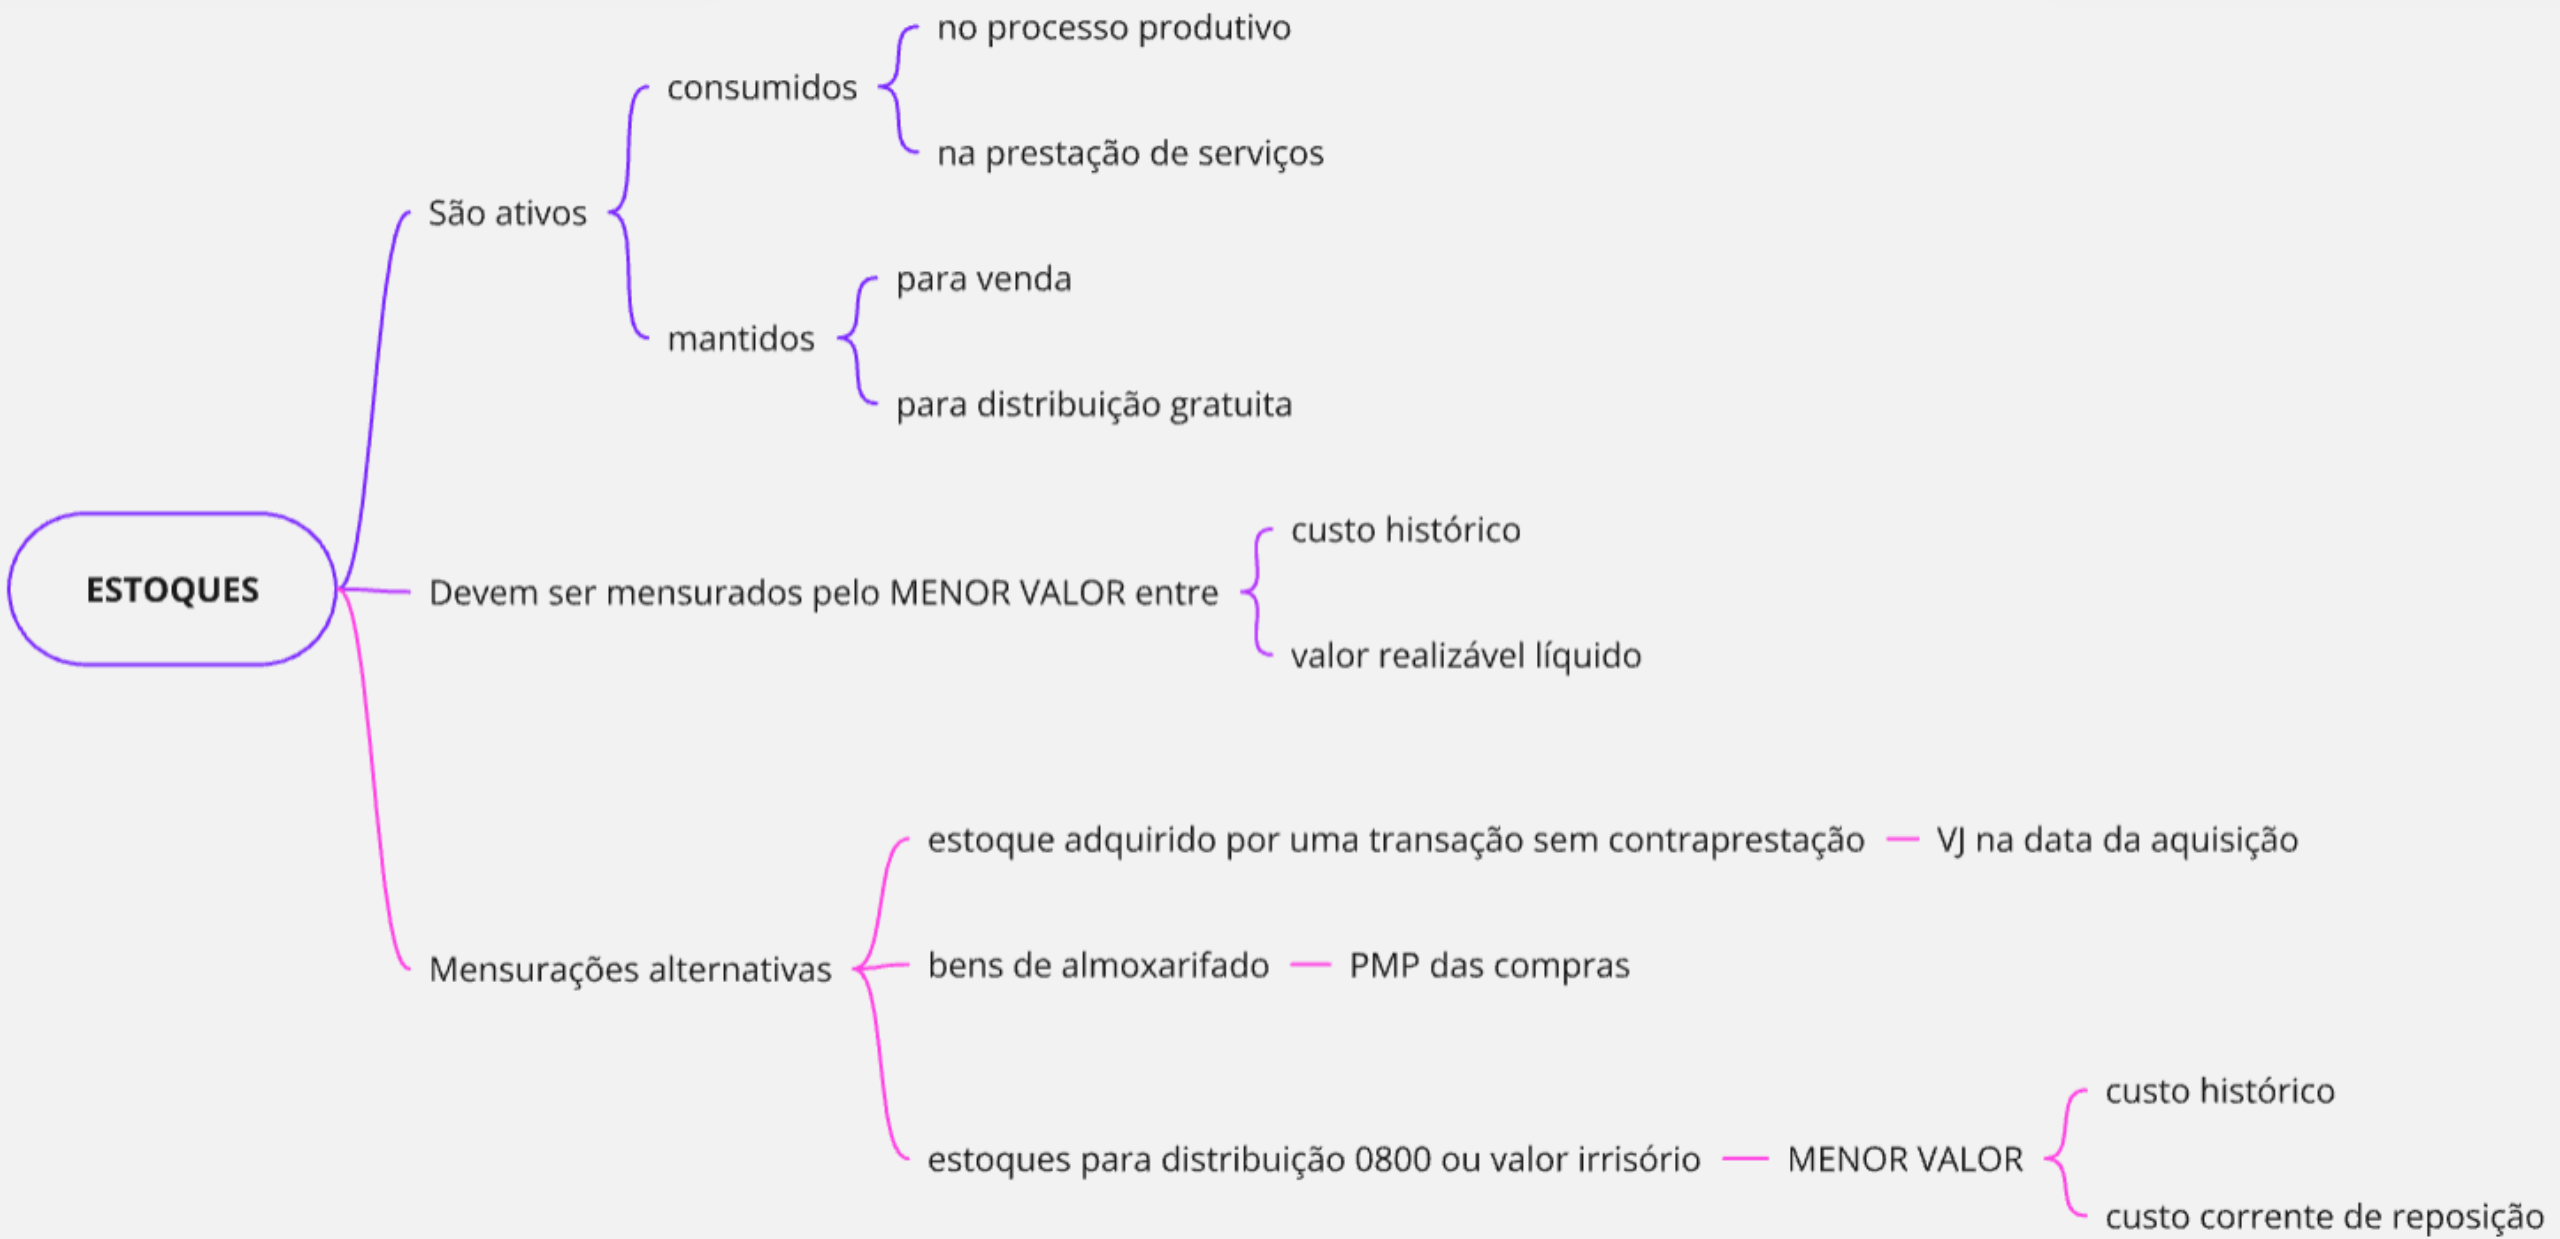 ESTOQUES
São ativos
consumidos
no processo produtivo
na prestação de serviços
mantidos
para venda
para distribuição gratuita
Devem ser mensurados pelo MENOR VALOR entre
custo histórico
valor realizável líquido
Mensurações alternativas
estoque adquirido por uma transação sem contraprestação
VJ na data da aquisição
bens de almoxarifado
PMP das compras
estoques para distribuição 0800 ou valor irrisório
MENOR VALOR
custo histórico
custo corrente de reposição